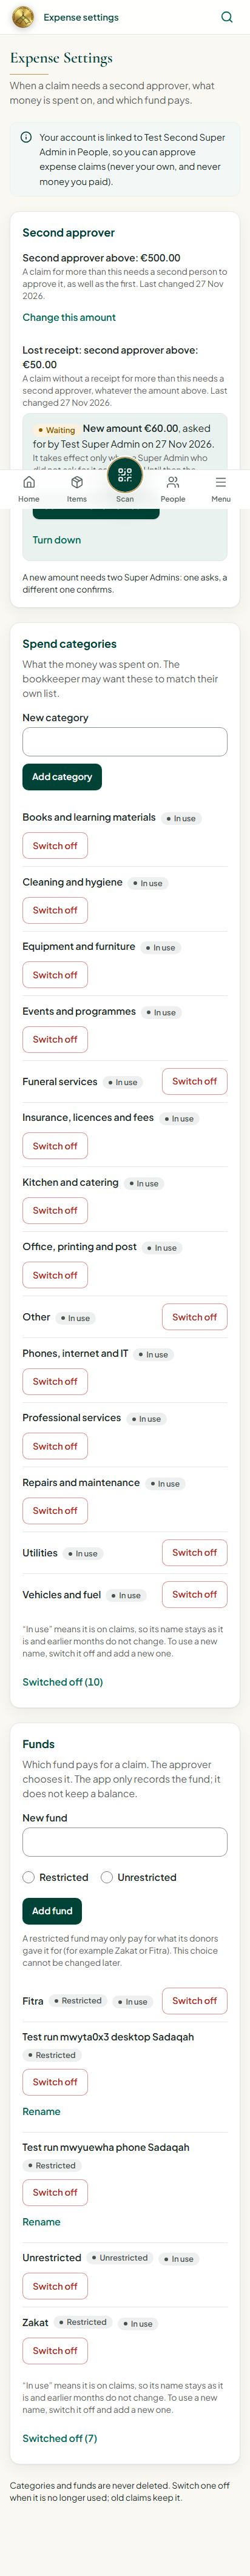 Expense settings
Expense Settings
When a claim needs a second approver, what
money is spent on, and which fund pays.
Your account is linked to Test Second Super
Admin in People, so you can approve
expense claims (never your own, and never
money you paid).
Second approver
Second approver above: €500.00
A claim for more than this needs a second person to
approve it, as well as the first. Last changed 27 Nov
2026.
Change this amount
Lost receipt: second approver above:
€50.00
A claim without a receipt for more than this needs a
second approver, whatever the amount above. Last
changed 27 Nov 2026.
Waiting New amount €60.00, asked
for by Test Super Admin on 27 Nov 2026.
It takes effect only Super Admin who
Home Items Scan People Menu
Turn down
A new amount needs two Super Admins: one asks, a
different one confirms.
Spend categories
What the money was spent on. The
bookkeeper may want these to match their
own list.
New category
Add category
Books and learning materials In use
Switch off
Cleaning and hygiene In use
Switch off
Equipment and furniture In use
Switch off
Events and programmes In use
Switch off
Funeral services In use Switch off
Insurance, licences and fees In use
Switch off
Kitchen and catering In use
Switch off
Office, printing and post In use
Switch off
Other In use Switch off
Phones, internet and IT In use
Switch off
Professional services In use
Switch off
Repairs and maintenance In use
Switch off
Utilities In use Switch off
Vehicles and fuel In use Switch off
“In use” means it is on claims, so its name stays as it
is and earlier months do not change. To use a new
name, switch it off and add a new one.
Switched off (10)
Funds
Which fund pays for a claim. The approver
chooses it. The app only records the fund; it
does not keep a balance.
New fund
Restricted Unrestricted
Add fund
A restricted fund may only pay for what its donors
gave it for (for example Zakat or Fitra). This choice
cannot be changed later.
Fitra Restricted In use Switch off
Test run mwyta0x3 desktop Sadaqah
Restricted
Switch off
Rename
Test run mwyuewha phone Sadaqah
Restricted
Switch off
Rename
Unrestricted Unrestricted In use
Switch off
Zakat Restricted In use
Switch off
“In use” means it is on claims, so its name stays as it
is and earlier months do not change. To use a new
name, switch it off and add a new one.
Switched off (7)
Categories and funds are never deleted. Switch one off
when it is no longer used; old claims keep it.